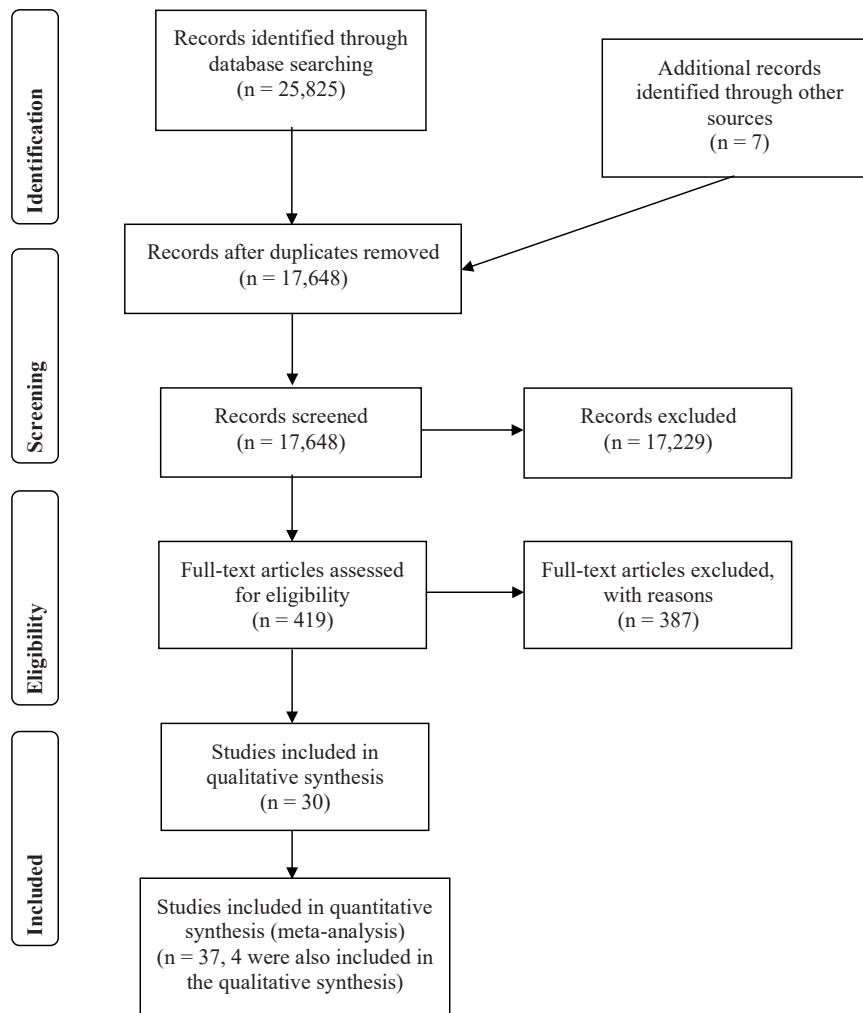 Identification
Records identified through
database searching
(n = 25,825)
Additional records
identified through other
sources
(n = 7)
Records after duplicates removed
(n = 17,648)
Screening
Records screened
(n = 17,648)
Records excluded
(n = 17,229)
Eligibility
Full-text articles assessed
for eligibility
(n = 419)
Full-text articles excluded,
with reasons
(n = 387)
Included
Studies included in
qualitative synthesis
(n = 30)
Studies included in quantitative
synthesis (meta-analysis)
(n = 37, 4 were also included in
the qualitative synthesis)